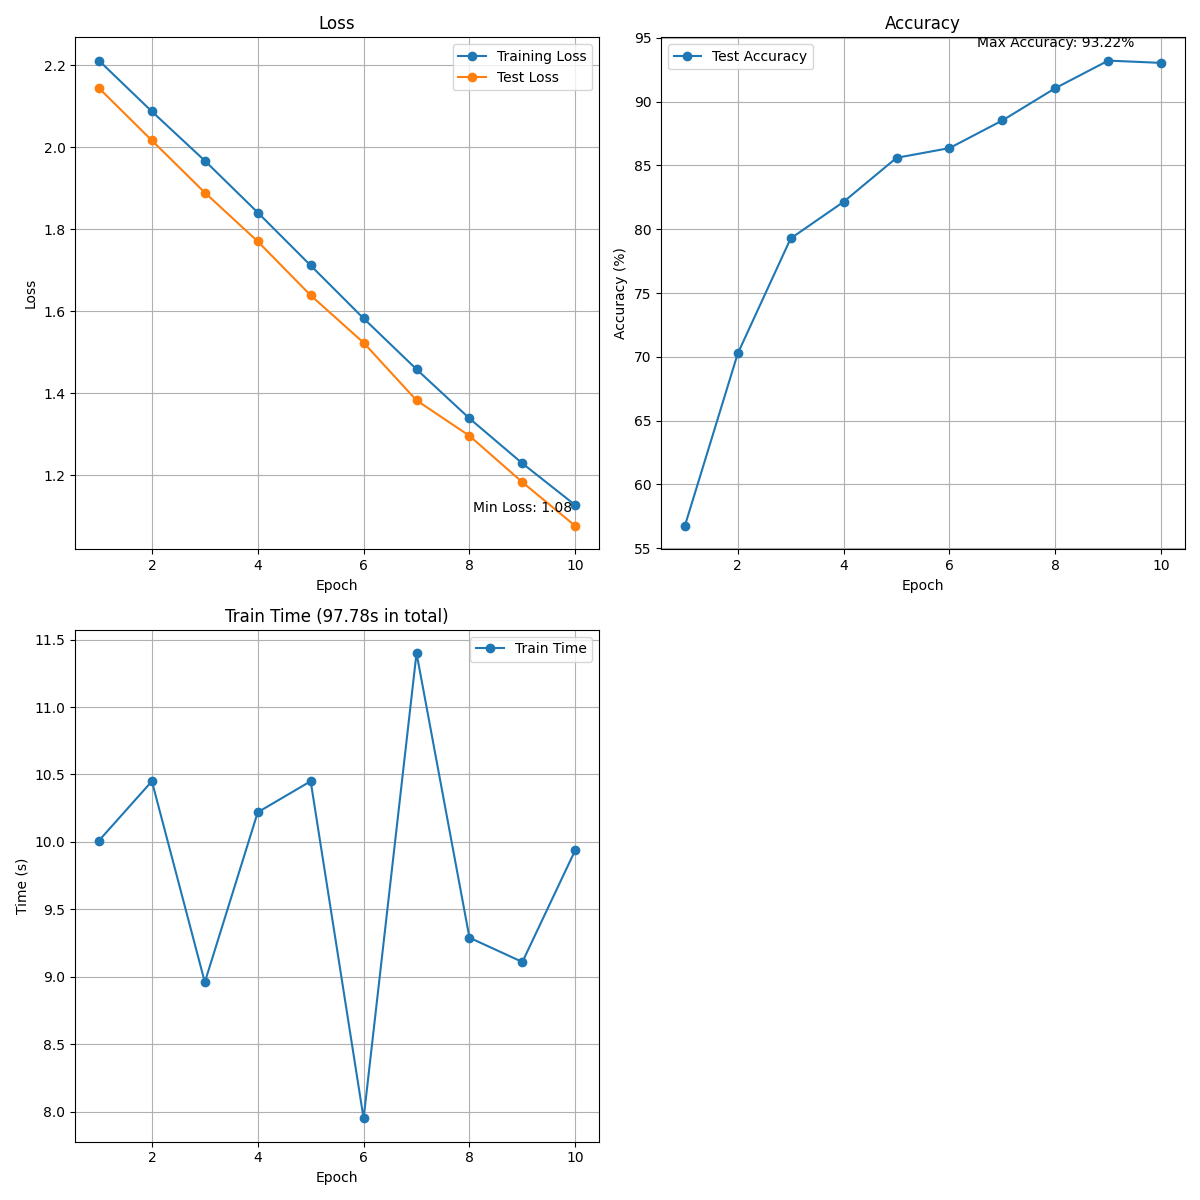 Loss
Training Loss
Test Loss
2.2
2.0
1.8
1.6
1.4
1.2
Loss
Min Loss: 1.08
2 4 6 8 10
Epoch
Accuracy
Max Accuracy: 93.22%
Test Accuracy
95
90
85
80
75
70
65
60
55
Accuracy (%)
2 4 6 8 10
Epoch
Train Time (97.78s in total)
Train Time
11.5
11.0
10.5
10.0
9.5
9.0
8.5
8.0
Time (s)
2 4 6 8 10
Epoch